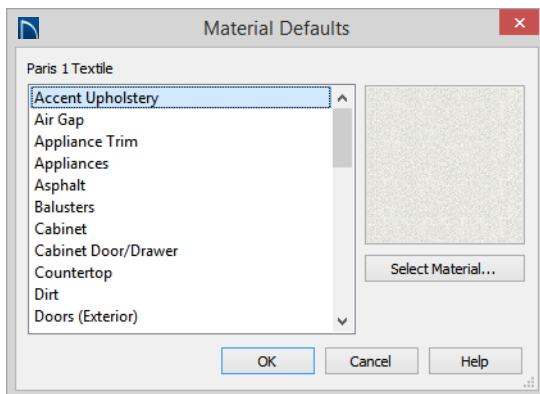 Material Defaults
Paris 1 Textile
Accent Upholstery
Air Gap
Appliance Trim
Appliances
Asphalt
Balusters
Cabinet
Cabinet Door/Drawer
Countertop
Dirt
Doors (Exterior)
Select Material...
OK Cancel Help